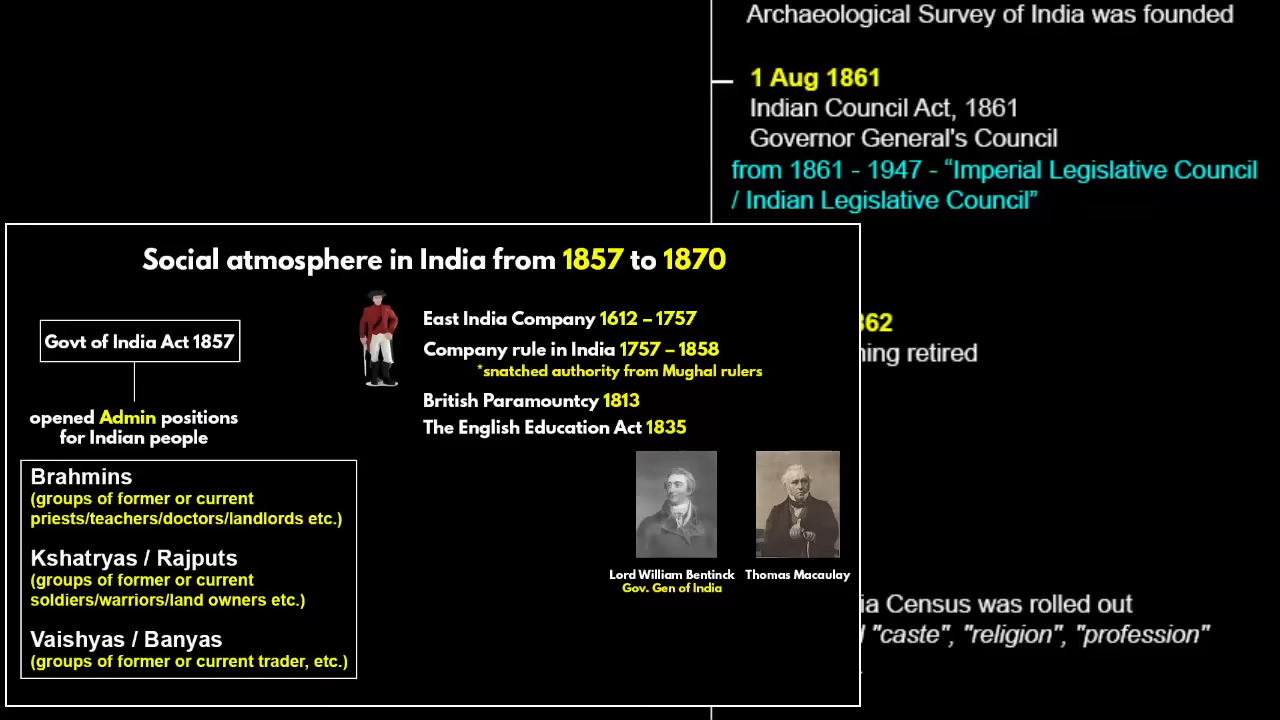 Archaeological Survey of India was founded
1 Aug 1861
Indian Council Act, 1861
Governor General's Council
from 1861 - 1947 - “Imperial Legislative Council
/ Indian Legislative Council”
Social atmosphere in India from 1857 to 1870
Govt of India Act 1857
opened Admin positions
for Indian people
Brahmins
(groups of former or current
priests/teachers/doctors/landlords etc.)
Kshatryas / Rajputs
(groups of former or current
soldiers/warriors/land owners etc.)
Vaishyas / Banyas
(groups of former or current trader, etc.)
East India Company 1612 – 1757
Company rule in India 1757 – 1858
*snatched authority from Mughal rulers
British Paramountcy 1813
The English Education Act 1835
Lord William Bentinck
Gov. Gen of India
Thomas Macaulay
retired
Census was rolled out
"caste", "religion", "profession"